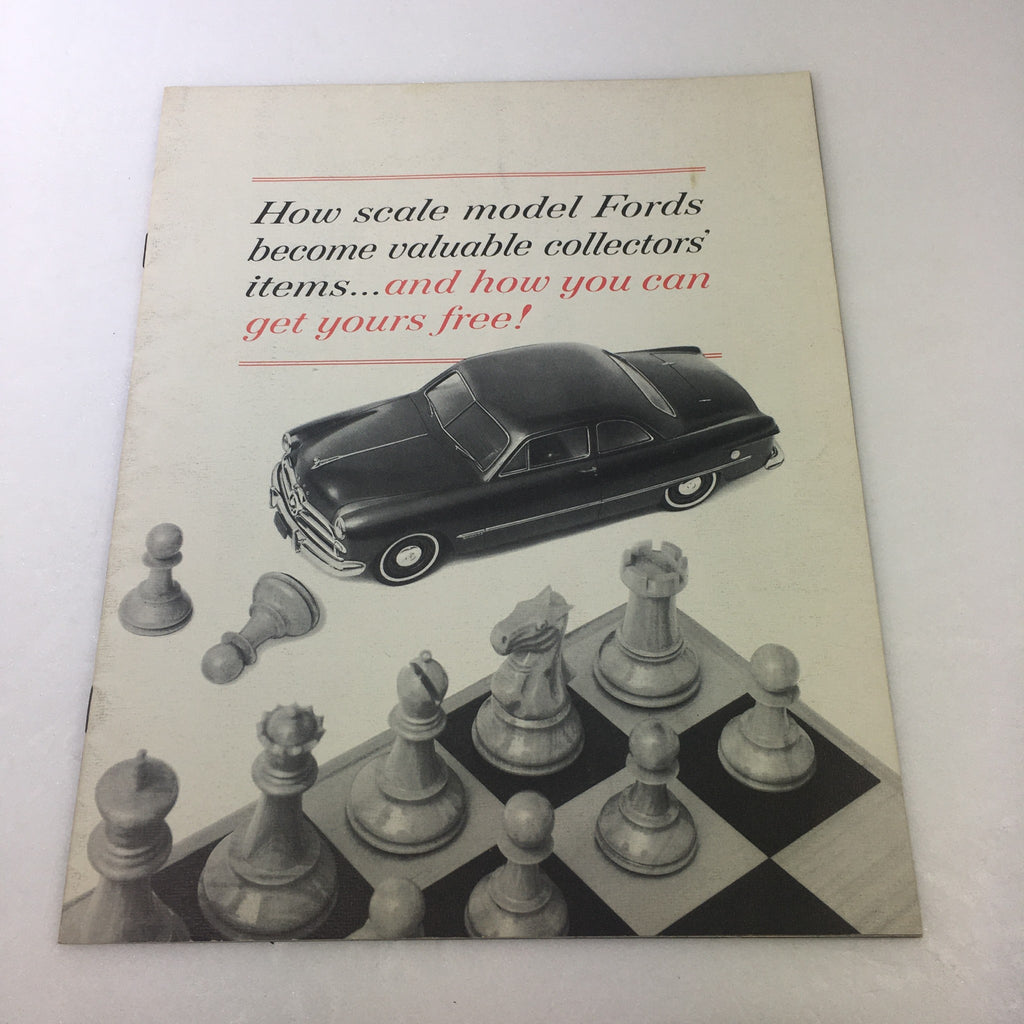 How scale model Fords
become valuable collectors'
items...and how you can
get yours free!